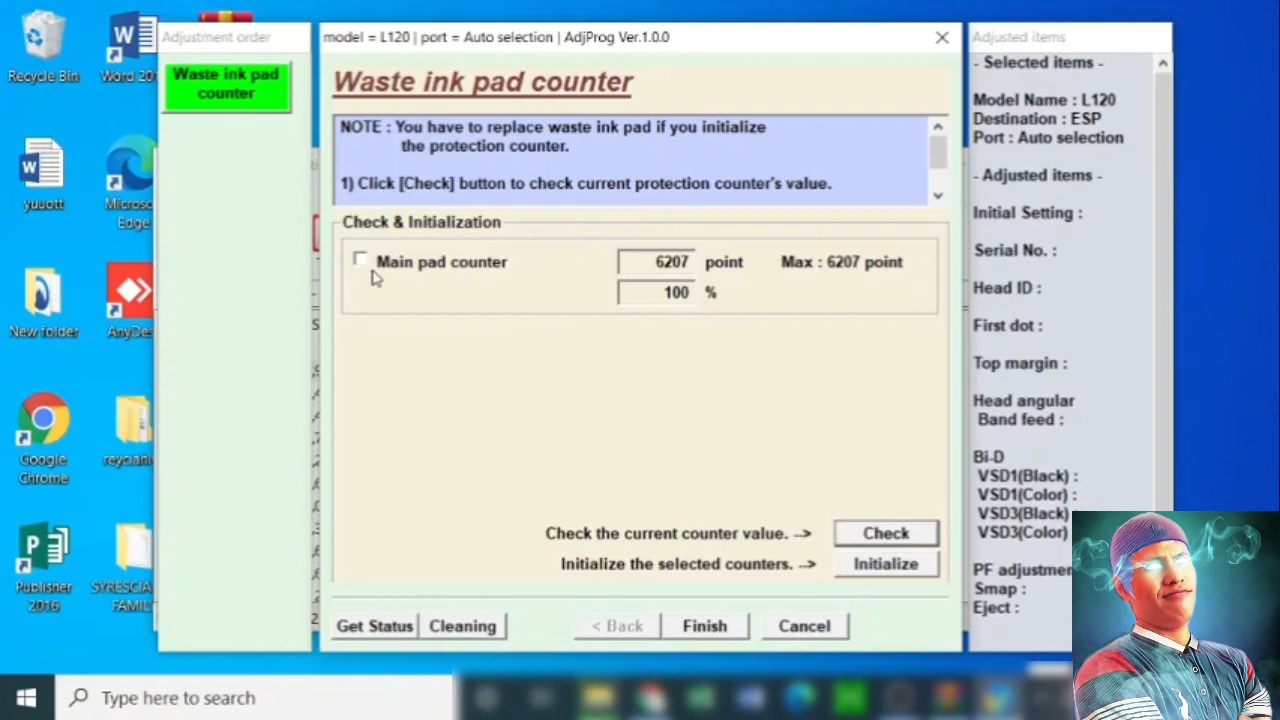 Recycle Bin
Word 20
yuuott
Microso
Edge
New folder
AnyDes
Google
Chrome
reyciani
Publisher
2016
SYRESCIA
FAMILY
Adjustment order
Waste ink pad
counter
model = L120 | port = Auto selection | AdjProg Ver.1.0.0
Waste ink pad counter
NOTE : You have to replace waste ink pad if you initialize
the protection counter.
1) Click [Check] button to check current protection counter's value.
Check & Initialization
Main pad counter 6207 point Max : 6207 point
100 %
Check the current counter value. --> Check
Initialize the selected counters. --> Initialize
Get Status Cleaning < Back Finish Cancel
Adjusted items
- Selected items -
Model Name : L120
Destination : ESP
Port : Auto selection
- Adjusted items -
Initial Setting :
Serial No. :
Head ID :
First dot :
Top margin :
Head angular
Band feed :
Bi-D
VSD1(Black) :
VSD1(Color) :
VSD3(Black)
VSD3(Color)
PF adjustmen
Smap :
Eject :
Type here to search